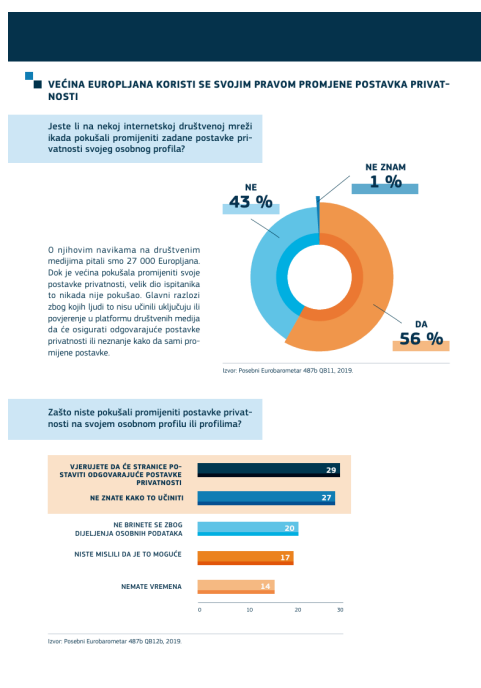 VEĆINA EUROPLJANA KORISTI SE SVOJIM PRAVOM PROMJENE POSTAVKA PRIVAT-
NOSTI
Jeste li na nekoj internetskoj društvenoj mreži
ikada pokušali promijeniti zadane postavke pri-
vatnosti svojeg osobnog profila?
NE ZNAM
1 %
NE
43 %
O njihovim navikama na društvenim
medijima pitali smo 27 000 Europljana.
Dok je većina pokušala promijeniti svoje
postavke privatnosti, velik dio ispitanika
to nikada nije pokušao. Glavni razlozi
zbog kojih ljudi to nisu učinili uključuju ili
povjerenje u platformu društvenih medija
da će osigurati odgovarajuće postavke
privatnosti ili neznanje kako da sami pro-
mijene postavke.
DA
56 %
Izvor: Posebni Eurobarometar 487b QB11, 2019.
Zašto niste pokušali promijeniti postavke privat-
nosti na svojem osobnom profilu ili profilima?
VJERUJETE DA ĆE STRANICE PO-
STAVITI ODGOVARAJUĆE POSTAVKE
PRIVATNOSTI
29
NE ZNATE KAKO TO UČINITI
27
NE BRINETE SE ZBOG
DIJELJENJA OSOBNIH PODATAKA
20
NISTE MISLILI DA JE TO MOGUĆE
17
NEMATE VREMENA
14
0 10 20 30
Izvor: Posebni Eurobarometar 487b QB12b, 2019.